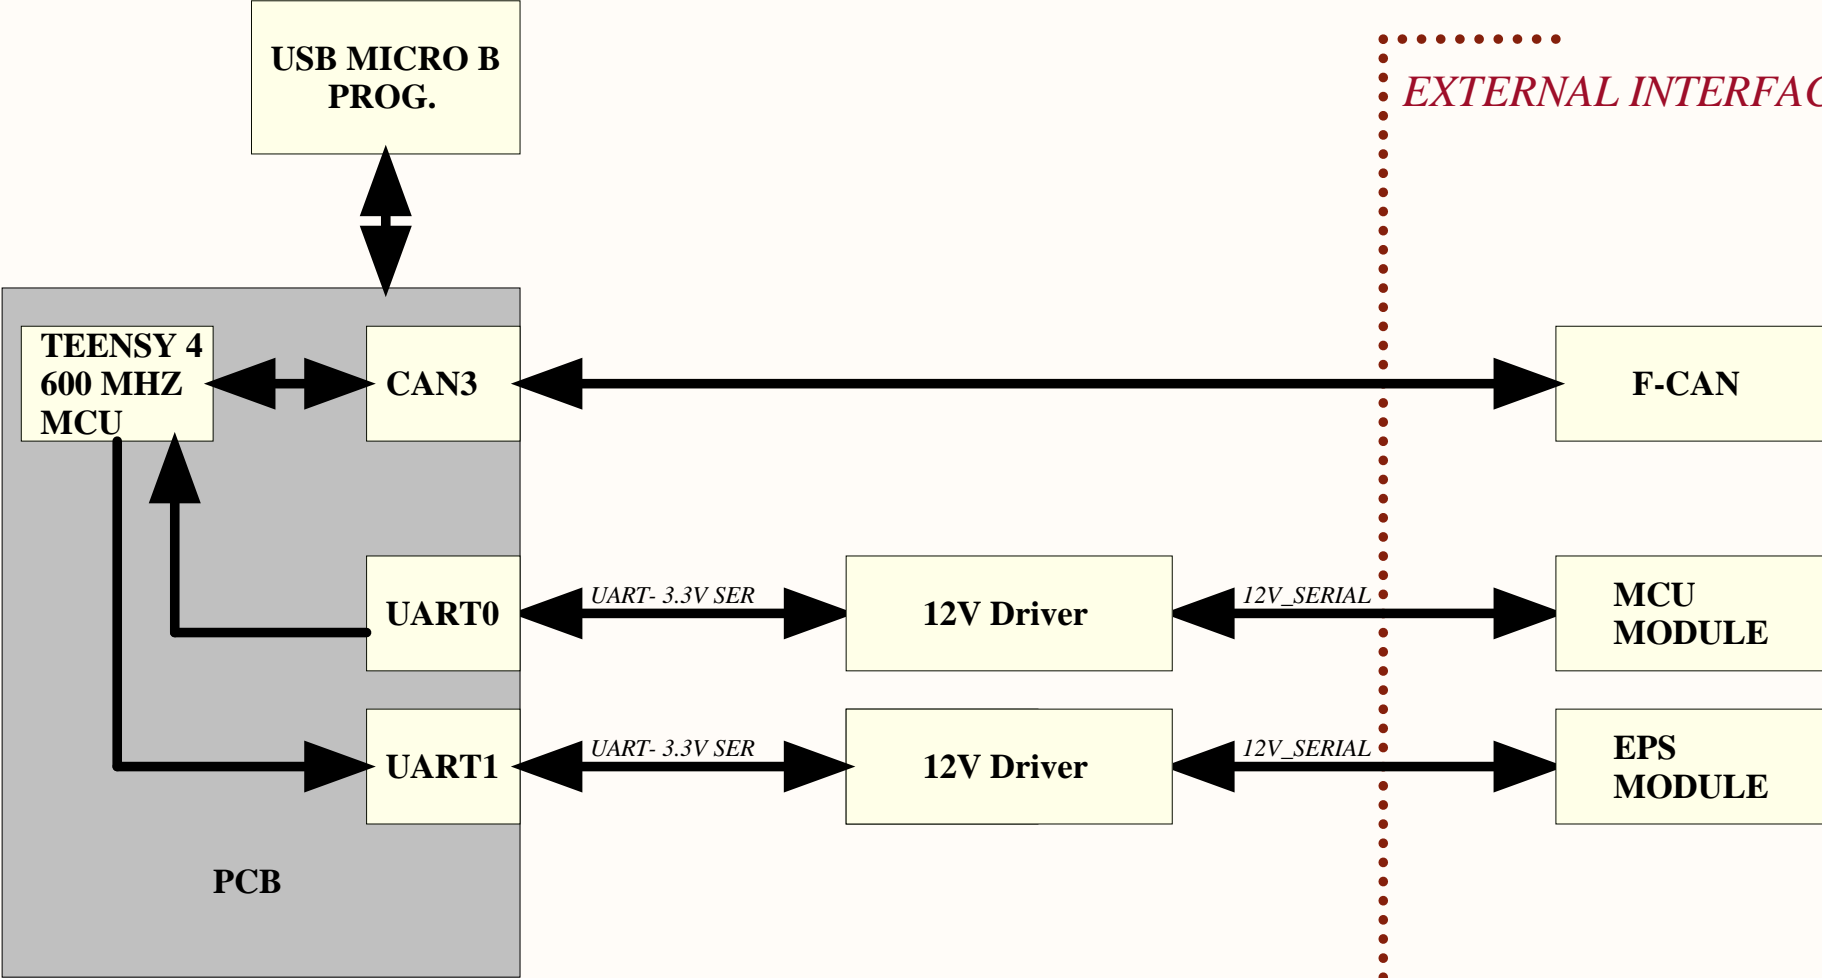 USB MICRO B
PROG.
EXTERNAL INTERFAC
TEENSY 4
600 MHZ
MCU
CAN3
F-CAN
UART0
UART- 3.3V SER
12V Driver
12V_SERIAL
MCU
MODULE
UART1
UART- 3.3V SER
12V Driver
12V_SERIAL
EPS
MODULE
PCB